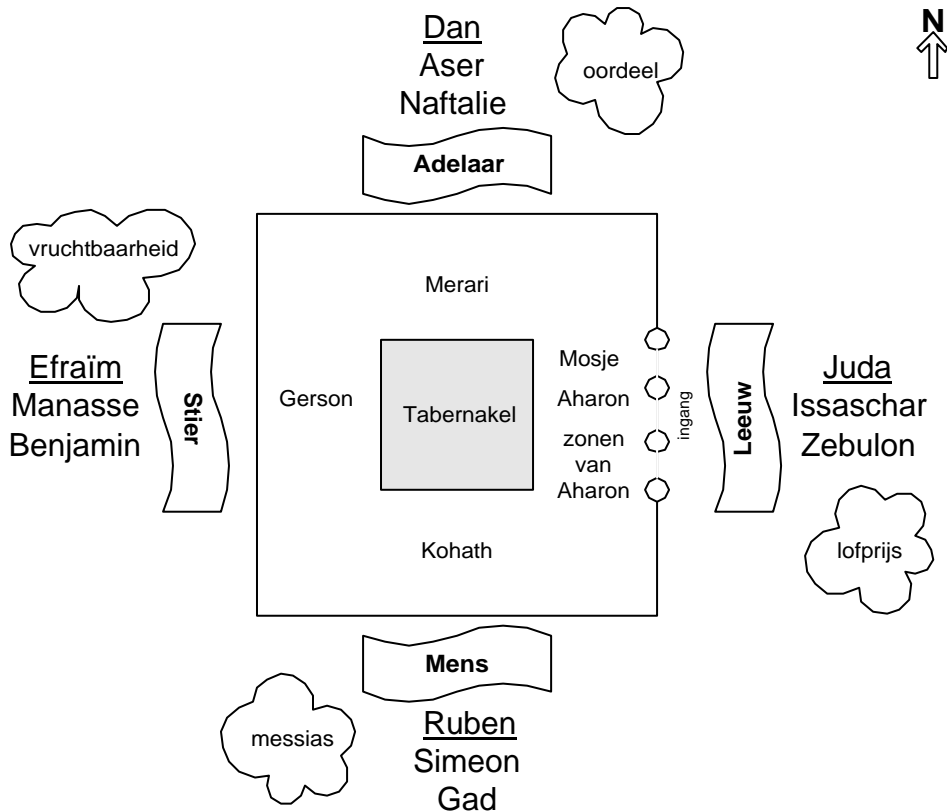 Dan
Aser
Naftalie
oordeel
N
Adelaar
vruchtbaarheid
Merari
Efraïm
Manasse
Benjamin
Stier
Gerson
Tabernakel
Mosje
Aharon
zonen
van
Aharon
ingang
Leeuw
Juda
Issaschar
Zebulon
lofprijs
Kohath
Mens
messias
Ruben
Simeon
Gad